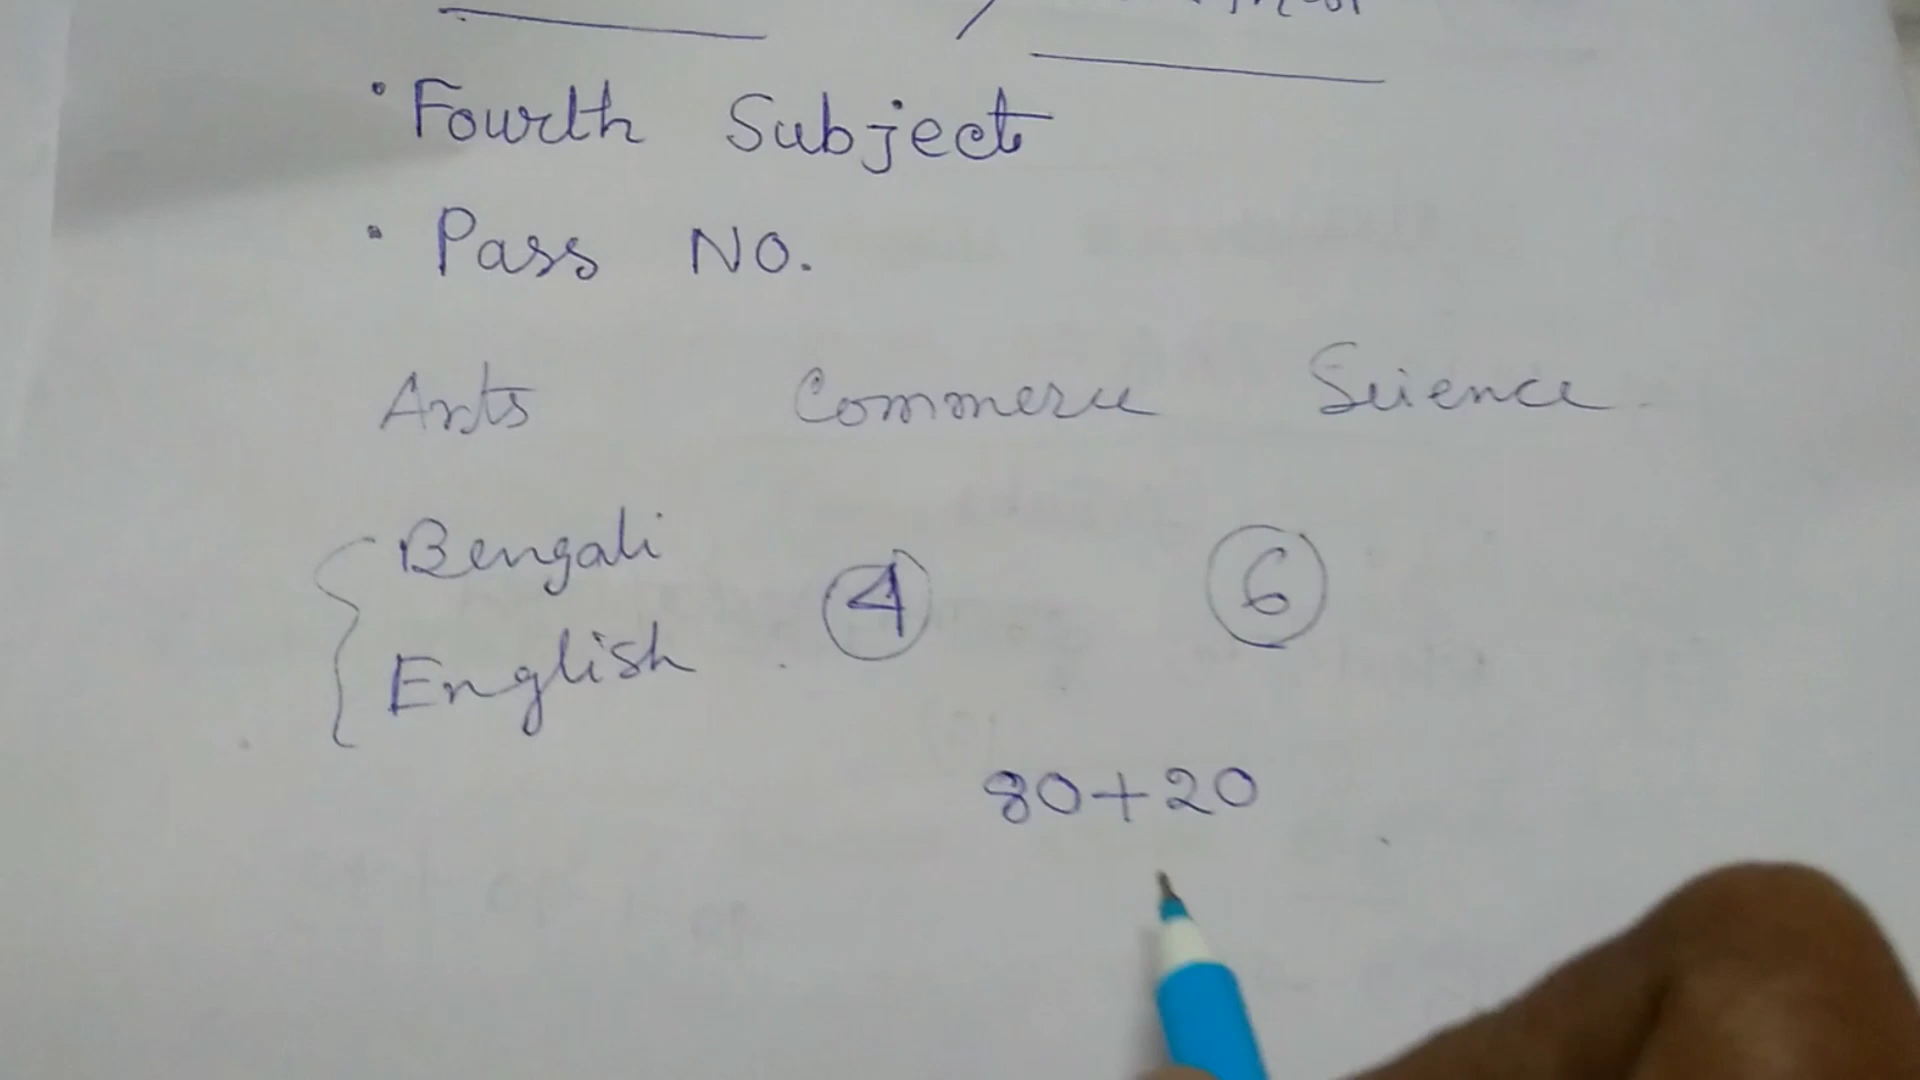 · Fourth Subject
· Pass NO.
Arts Commerce Science
Bengali 4 6
English
80+20